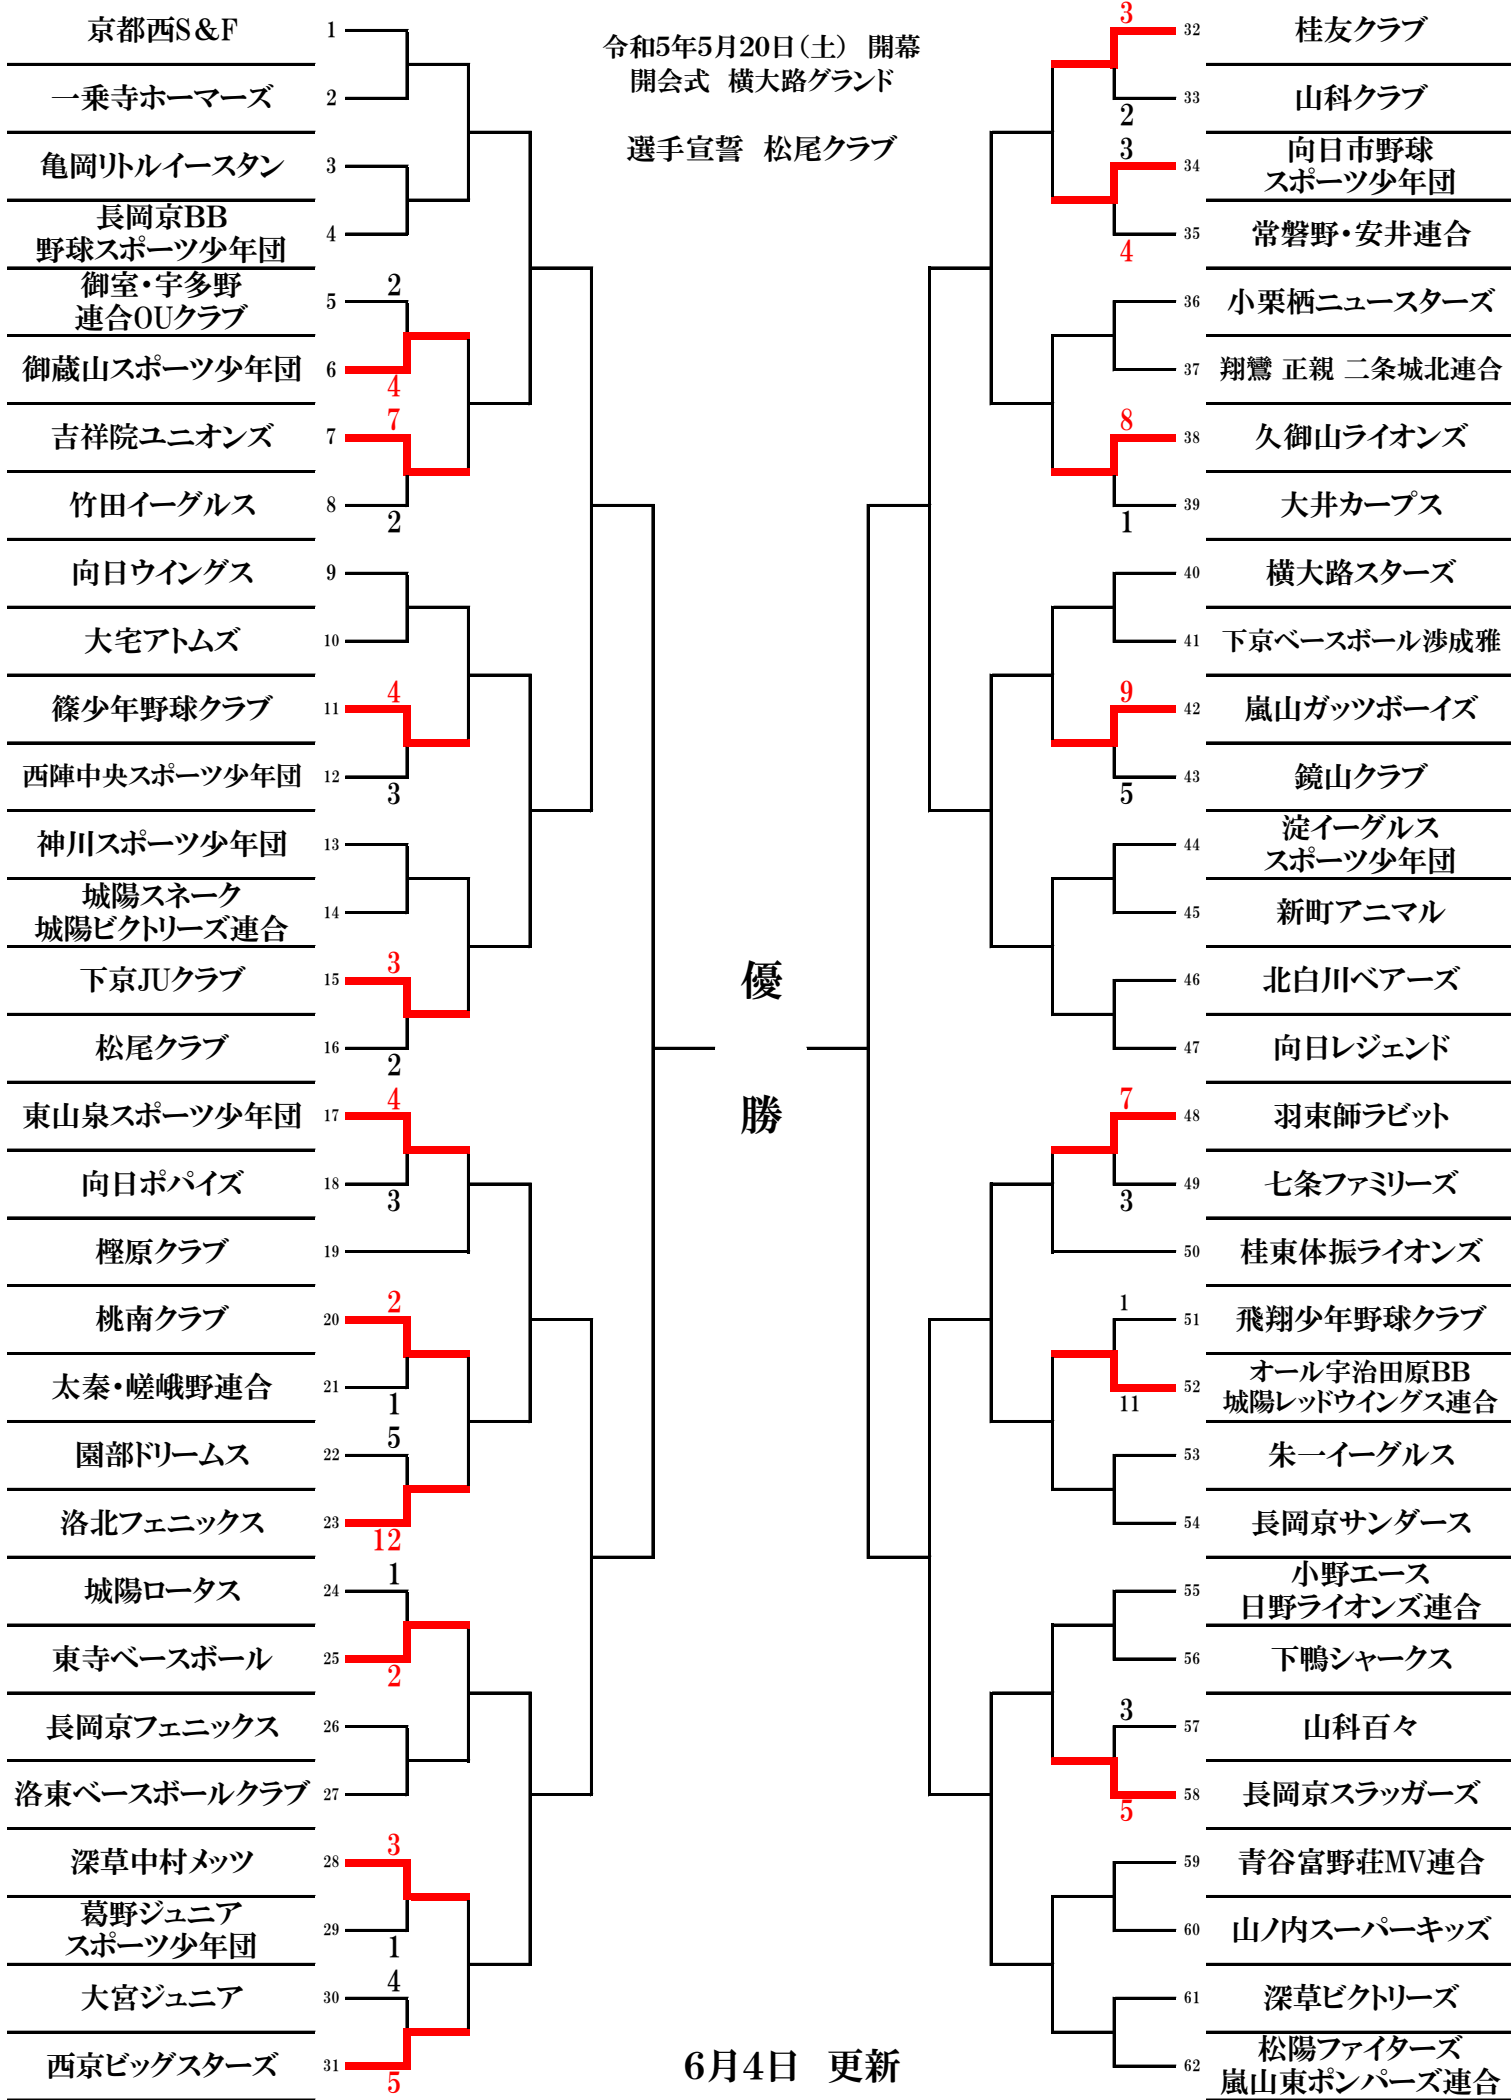 令和5年5月20日（土）　開幕
開会式　横大路グランド
選手宣誓　松尾クラブ
京都西S＆F 1
一乗寺ホーマーズ 2
亀岡リトルイースタン 3
長岡京BB
野球スポーツ少年団 4
御室・宇多野
連合OUクラブ 5 2
御蔵山スポーツ少年団 6 4
吉祥院ユニオンズ 7 7
竹田イーグルス 8 2
向日ウイングス 9
大宅アトムズ 10
篠少年野球クラブ 11 4
西陣中央スポーツ少年団 12 3
神川スポーツ少年団 13
城陽スネーク
城陽ビクトリーズ連合 14
下京JUクラブ 15 3
松尾クラブ 16 2
東山泉スポーツ少年団 17 4
向日ポパイズ 18 3
樫原クラブ 19
桃南クラブ 20 2
太秦・嵯峨野連合 21 1
園部ドリームス 22 5
洛北フェニックス 23 12
城陽ロータス 24 1
東寺ベースボール 25 2
長岡京フェニックス 26
洛東ベースボールクラブ 27
深草中村メッツ 28 3
葛野ジュニア
スポーツ少年団 29 1
大宮ジュニア 30 4
西京ビッグスターズ 31 5
優
勝
3 32 桂友クラブ
2 33 山科クラブ
3 34 向日市野球
スポーツ少年団
4 35 常磐野・安井連合
36 小栗栖ニュースターズ
37 翔鸞 正親 二条城北連合
8 38 久御山ライオンズ
1 39 大井カープス
40 横大路スターズ
41 下京ベースボール渉成雅
9 42 嵐山ガッツボーイズ
5 43 鏡山クラブ
44 淀イーグルス
スポーツ少年団
45 新町アニマル
46 北白川ベアーズ
47 向日レジェンド
7 48 羽束師ラビット
3 49 七条ファミリーズ
50 桂東体振ライオンズ
1 51 飛翔少年野球クラブ
11 52 オール宇治田原BB
城陽レッドウイングス連合
53 朱一イーグルス
54 長岡京サンダース
55 小野エース
日野ライオンズ連合
56 下鴨シャークス
3 57 山科百々
5 58 長岡京スラッガーズ
59 青谷富野荘MV連合
60 山ノ内スーパーキッズ
61 深草ビクトリーズ
62 松陽ファイターズ
嵐山東ポンパーズ連合
6月4日　更新